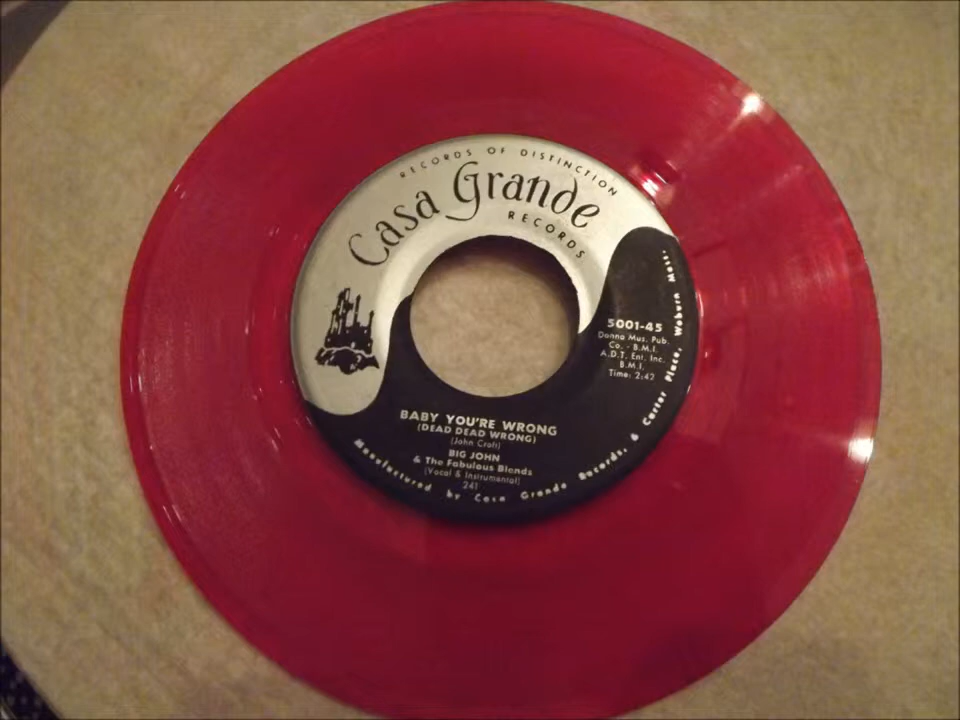 RECORDS OF DISTINCTION
Casa Grande
RECORDS
5001-45
Donna Mus. Pub.
Co. - B.M.I.
A.D.T. Ent. Inc.
B.M.I.
Time: 2:42
BABY YOU'RE WRONG
(DEAD DEAD WRONG)
(John Croft)
BIG JOHN
& The Fabulous Blends
(Vocal & Instrumental)
241
Manufactured by Casa Grande Records, 6 Carter Place, Woburn Mass.